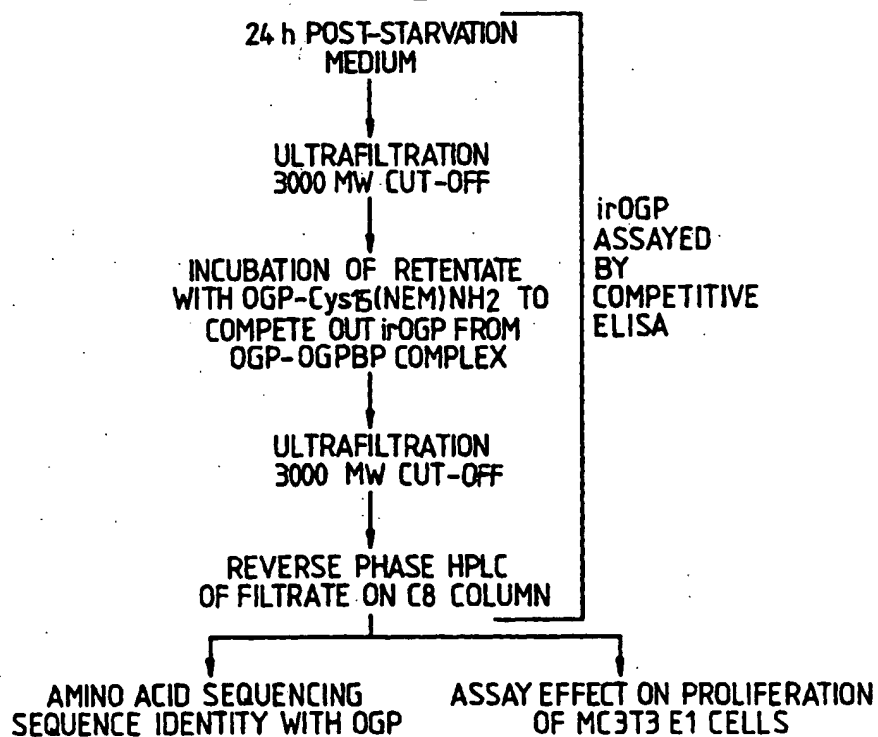 24 h POST-STARVATION
MEDIUM
ULTRAFILTRATION
3000 MW CUT-OFF
INCUBATION OF RETENTATE
WITH OGP-Cys15(NEM)NH2 TO
COMPETE OUT irOGP FROM
OGP-OGPBP COMPLEX
ULTRAFILTRATION
3000 MW CUT-OFF
REVERSE PHASE HPLC
OF FILTRATE ON C8 COLUMN
irOGP
ASSAYED
BY
COMPETITIVE
ELISA
AMINO ACID SEQUENCING
SEQUENCE IDENTITY WITH OGP
ASSAY EFFECT ON PROLIFERATION
OF MC3T3 E1 CELLS